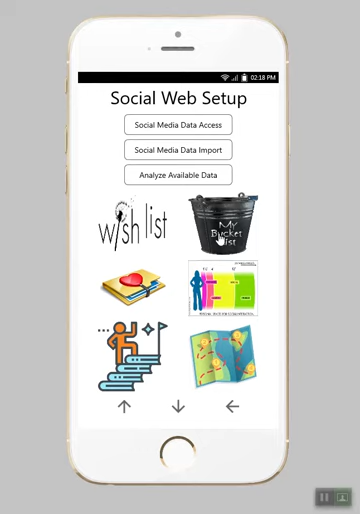 02:18 PM
Social Web Setup
Social Media Data Access
Social Media Data Import
Analyze Available Data
wish list
My
Bucket
list